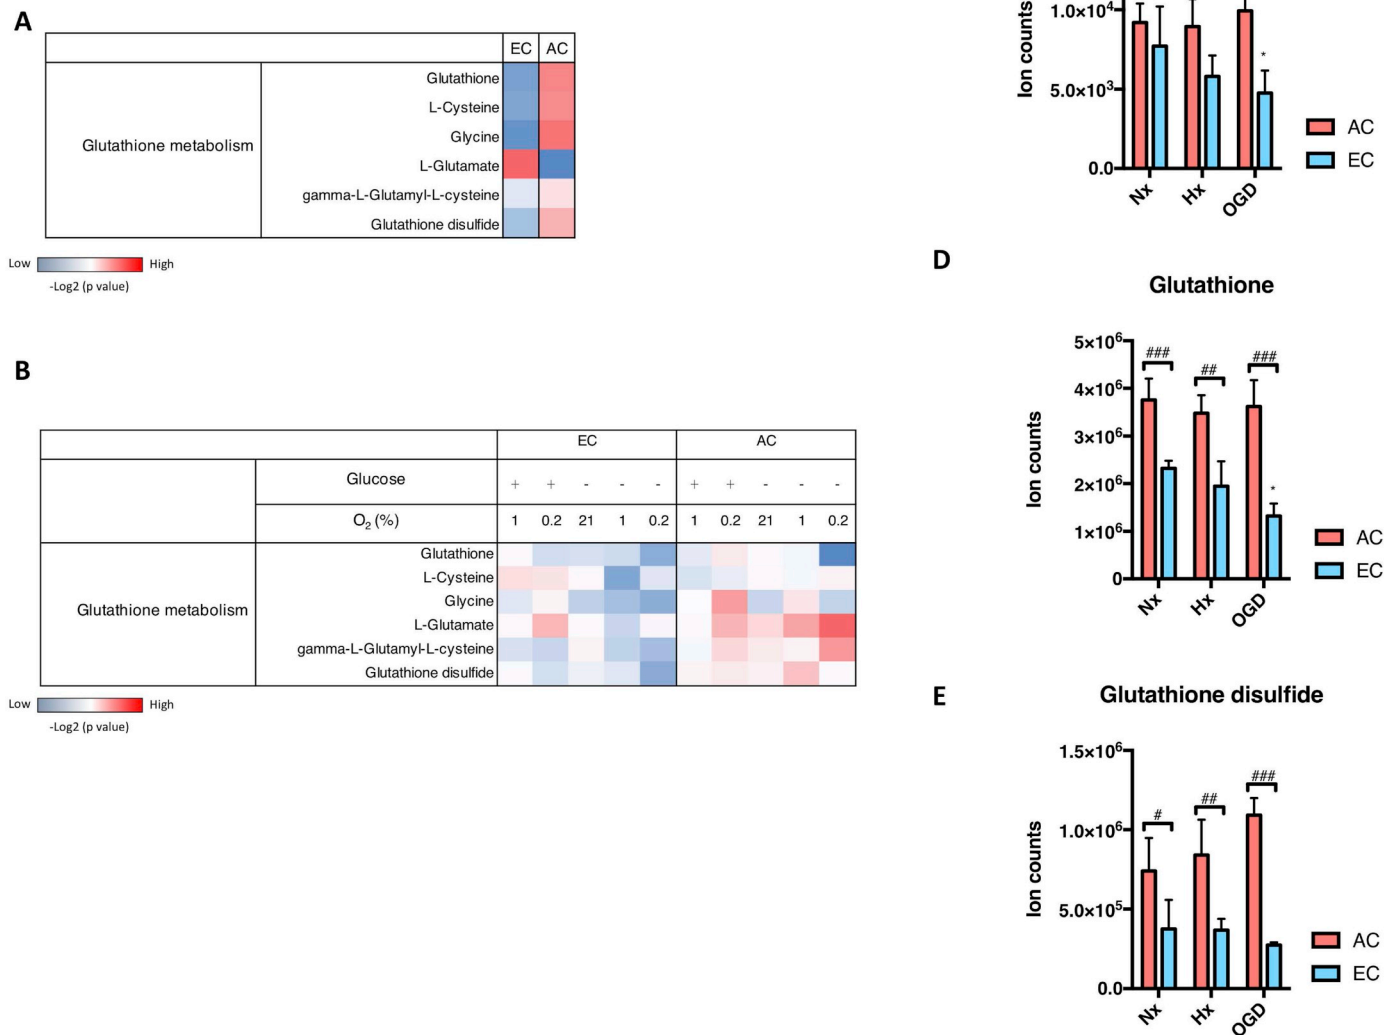 A
EC AC
Glutathione metabolism
Glutathione
L-Cysteine
Glycine
L-Glutamate
gamma-L-Glutamyl-L-cysteine
Glutathione disulfide
Low High
-Log2 (p value)
B
EC AC
Glucose + + - - - + + - - -
O2 (%) 1 0.2 21 1 0.2 1 0.2 21 1 0.2
Glutathione metabolism
Glutathione
L-Cysteine
Glycine
L-Glutamate
gamma-L-Glutamyl-L-cysteine
Glutathione disulfide
Low High
-Log2 (p value)
Ion counts
1.0×10⁴
5.0×10³
0.0
*
Nx Hx OGD
AC
EC
D
Glutathione
Ion counts
5×10⁶
4×10⁶
3×10⁶
2×10⁶
1×10⁶
0
### ## ###
*
Nx Hx OGD
AC
EC
E
Glutathione disulfide
Ion counts
1.5×10⁶
1.0×10⁶
5.0×10⁵
0.0
# ## ###
Nx Hx OGD
AC
EC